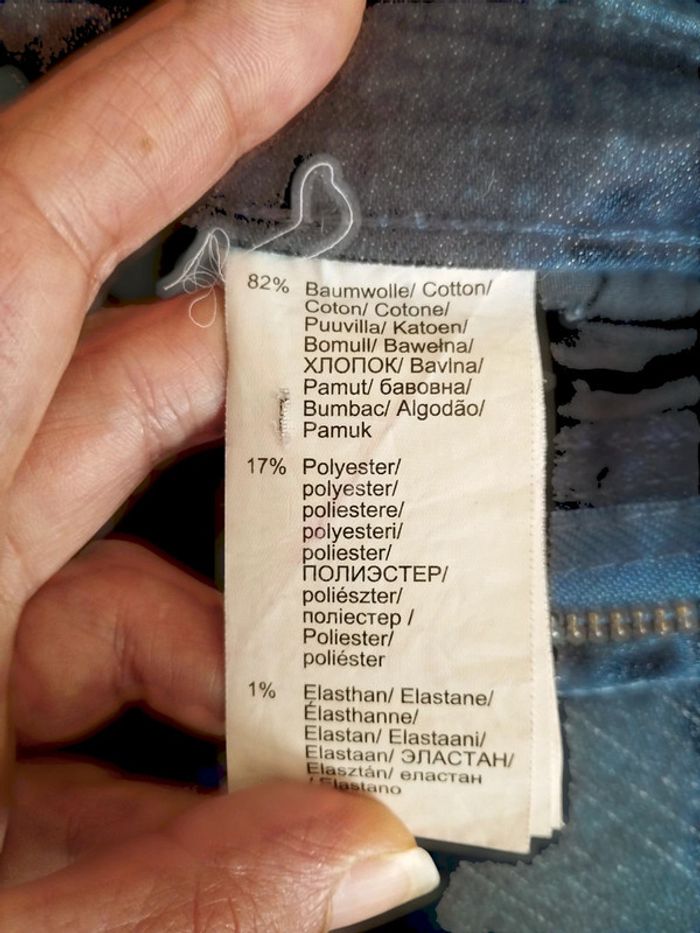 82% Baumwolle/ Cotton/
Coton/ Cotone/
Puuvilla/ Katoen/
Bomull/ Bawełna/
ХЛОПОК/ Bavlna/
Pamut/ бавовна/
Bumbac/ Algodão/
Pamuk
17% Polyester/
polyester/
poliestere/
polyesteri/
poliester/
ПОЛИЭСТЕР/
poliészter/
поліестер /
Poliester/
poliéster
1% Elasthan/ Elastane/
Élasthanne/
Elastan/ Elastaani/
Elastaan/ ЭЛАСТАН/
Elasztán/ еластан
/ Elastano